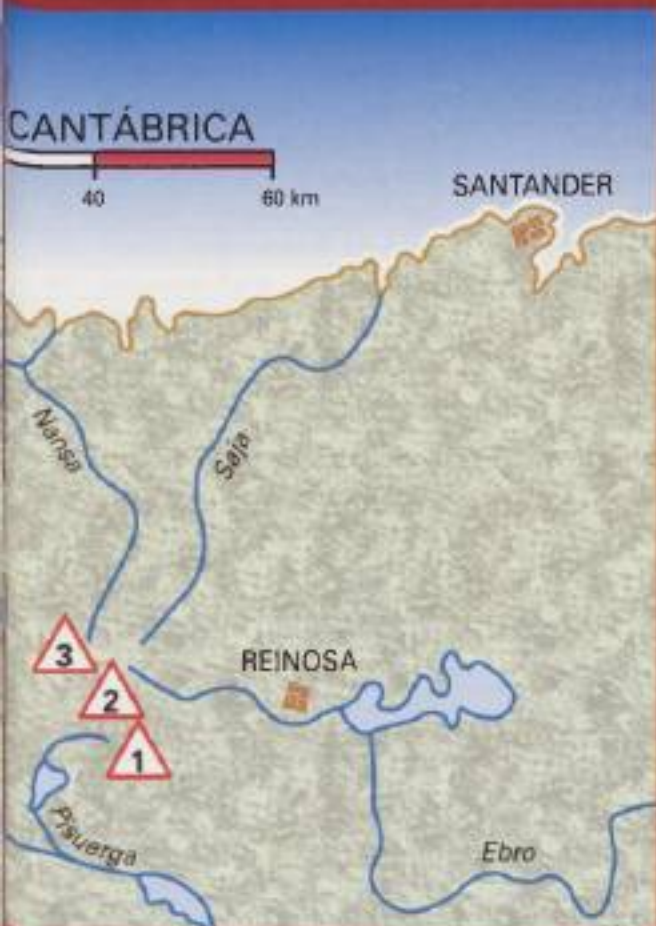 CANTÁBRICA
40 60 km
SANTANDER
Nansa
Saja
3
REINOSA
2
1
Pisuerga
Ebro